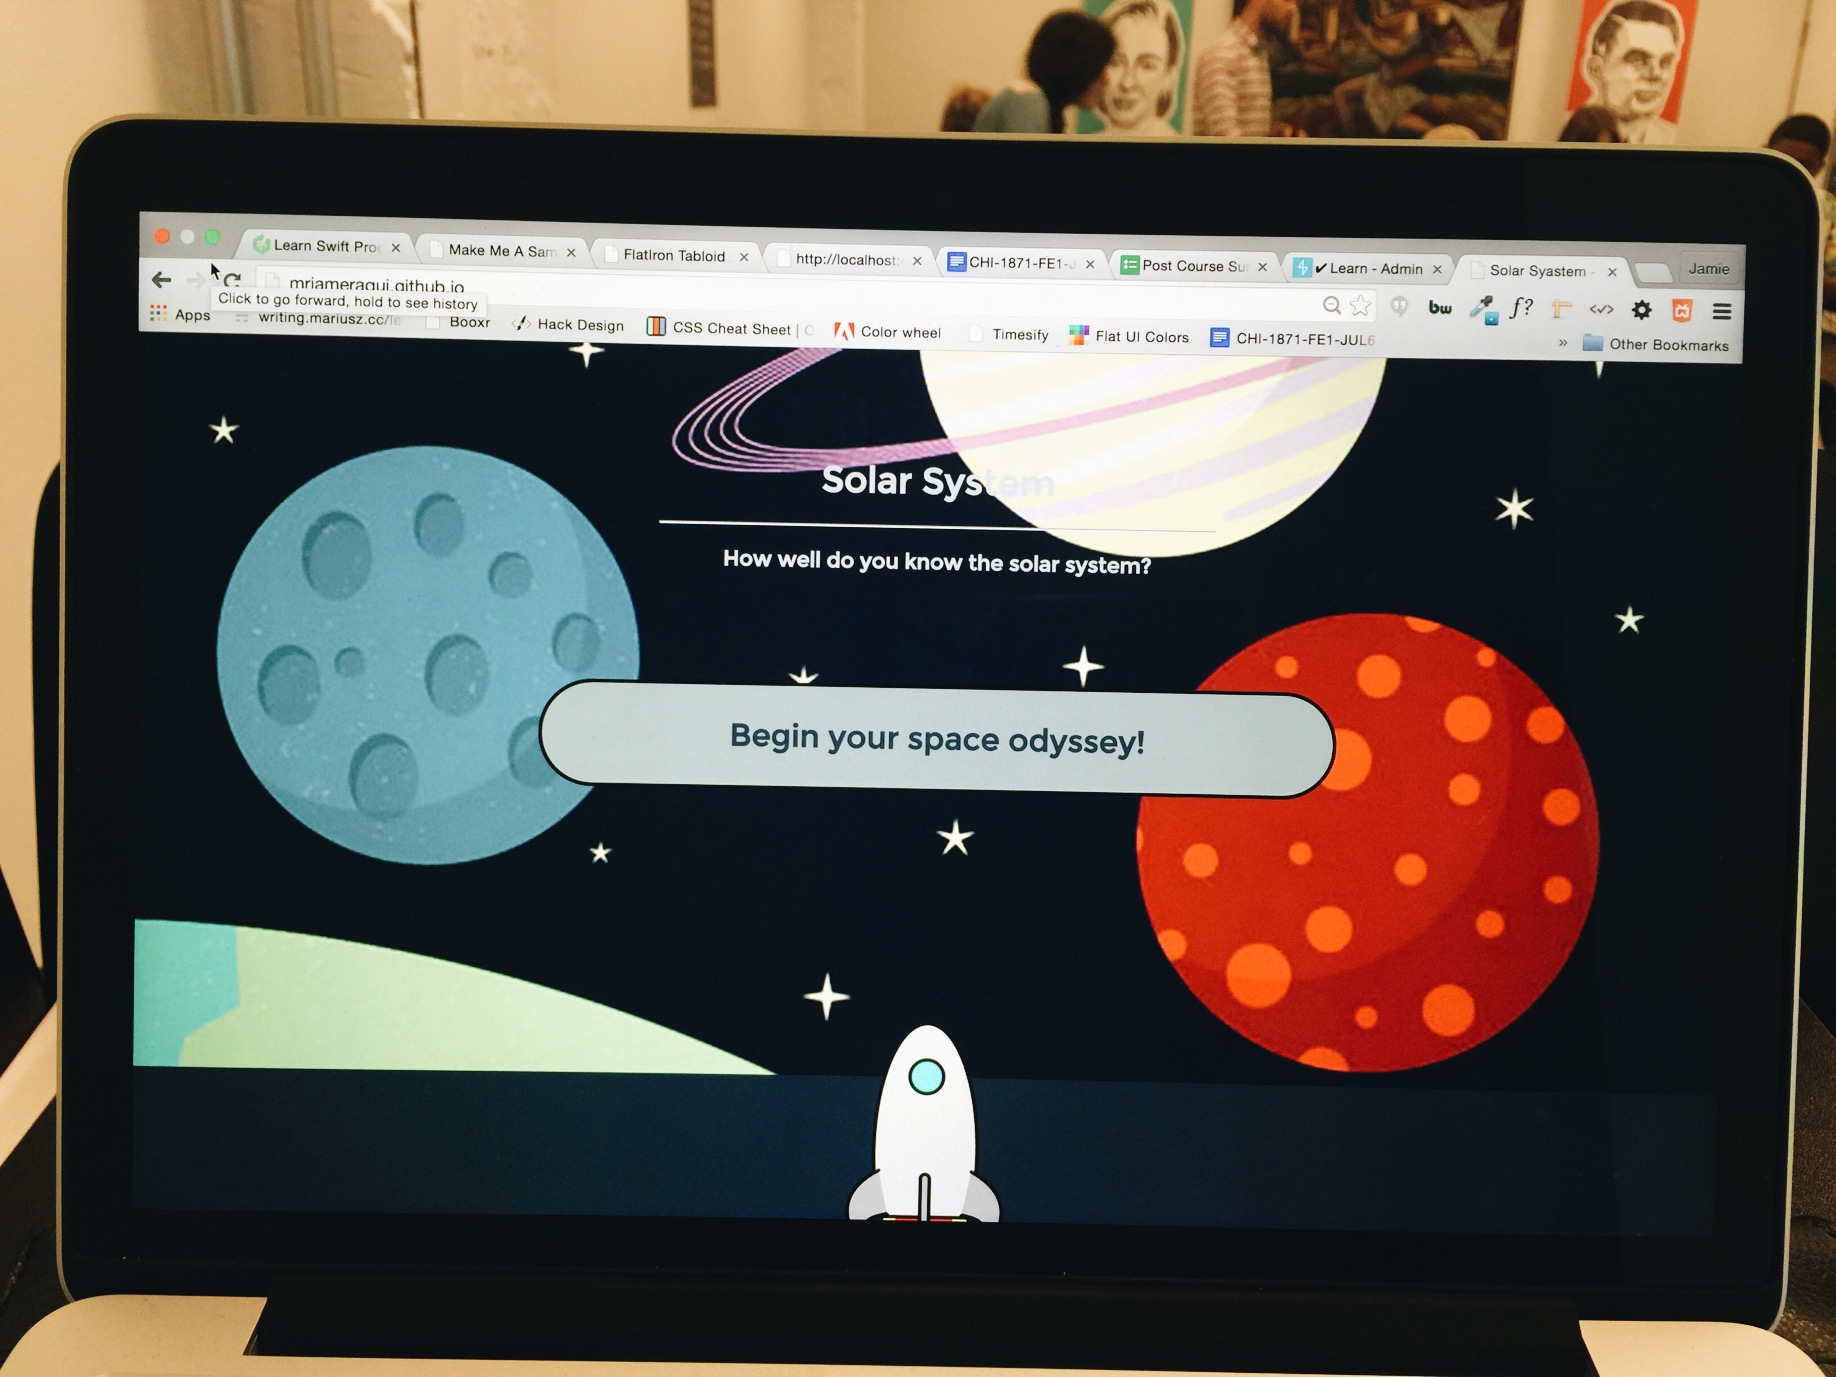 Learn Swift Prog
Make Me A Sam
FlatIron Tabloid
http://localhost:
CHI-1871-FE1-J
Post Course Su
✔ Learn - Admin
Solar Syastem -
Jamie
mriameraqui.github.io
Click to go forward, hold to see history
bw
f?
Apps
writing.mariusz.cc/le
Booxr
Hack Design
CSS Cheat Sheet | C
Color wheel
Timesify
Flat UI Colors
CHI-1871-FE1-JUL6
»
Other Bookmarks
Solar System
How well do you know the solar system?
Begin your space odyssey!